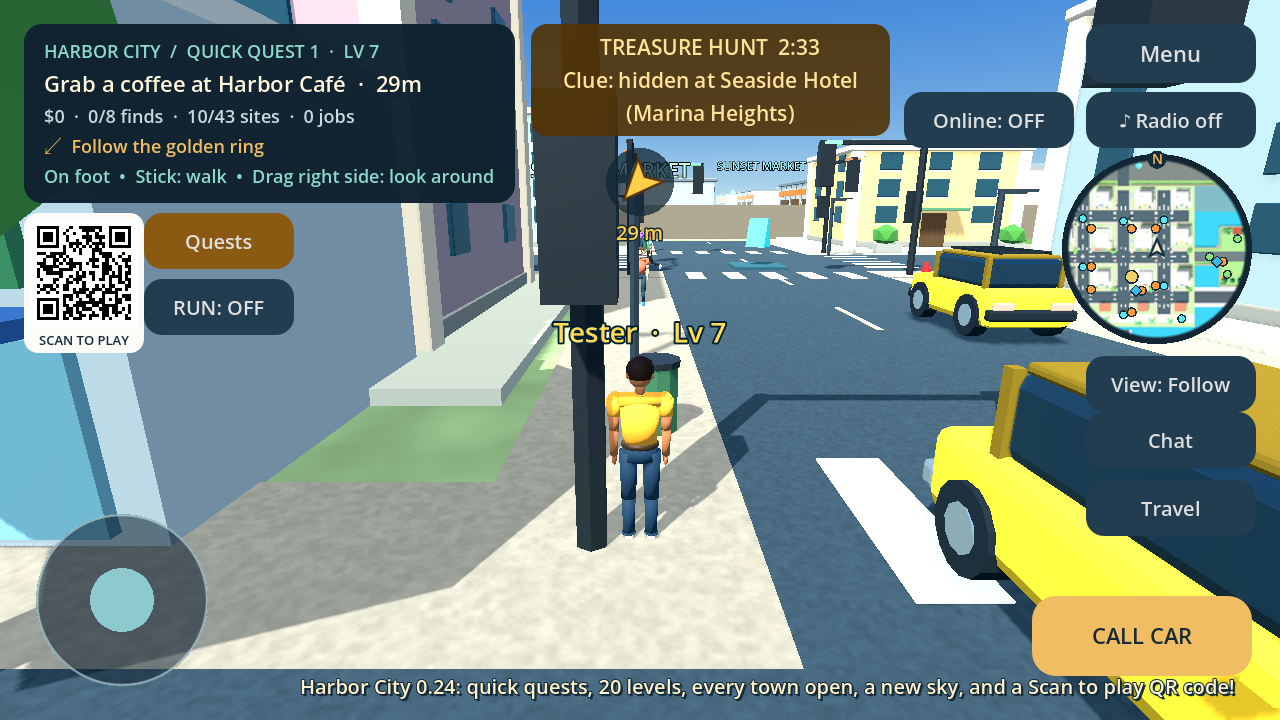 HARBOR CITY / QUICK QUEST 1 · LV 7
Grab a coffee at Harbor Café · 29m
$0 · 0/8 finds · 10/43 sites · 0 jobs
↙ Follow the golden ring
On foot • Stick: walk • Drag right side: look around
TREASURE HUNT 2:33
Clue: hidden at Seaside Hotel
(Marina Heights)
Menu
Online: OFF
♪ Radio off
N
MARKET
SUNSET MARKET
29 m
Quests
RUN: OFF
SCAN TO PLAY
Tester · Lv 7
View: Follow
Chat
Travel
CALL CAR
Harbor City 0.24: quick quests, 20 levels, every town open, a new sky, and a Scan to play QR code!